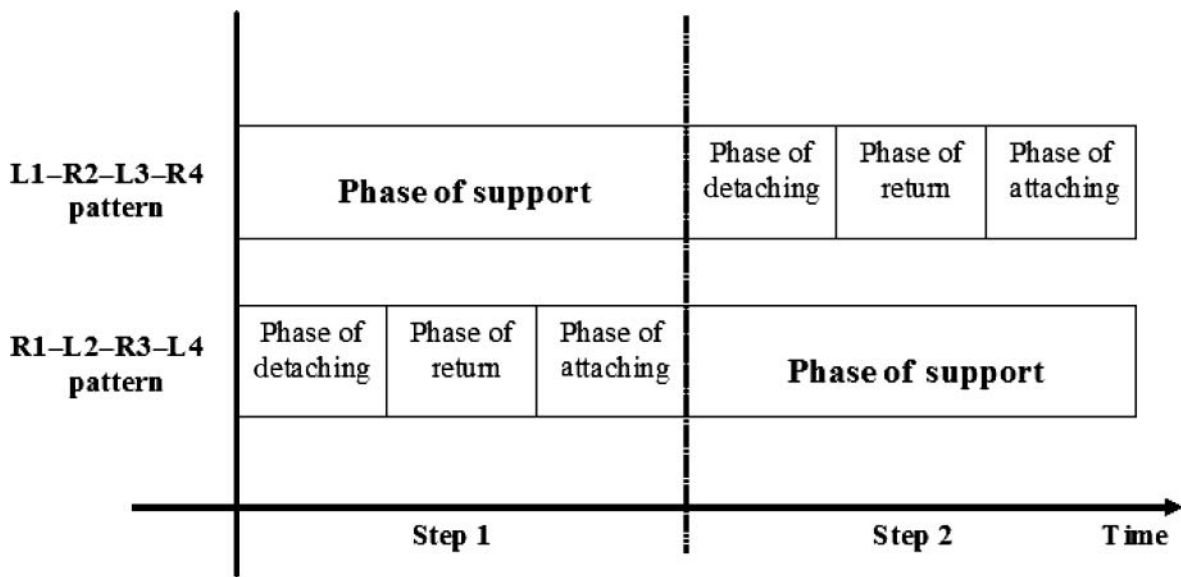 L1–R2–L3–R4
pattern
Phase of support
Phase of
detaching
Phase of
return
Phase of
attaching
R1–L2–R3–L4
pattern
Phase of
detaching
Phase of
return
Phase of
attaching
Phase of support
Step 1
Step 2
Time